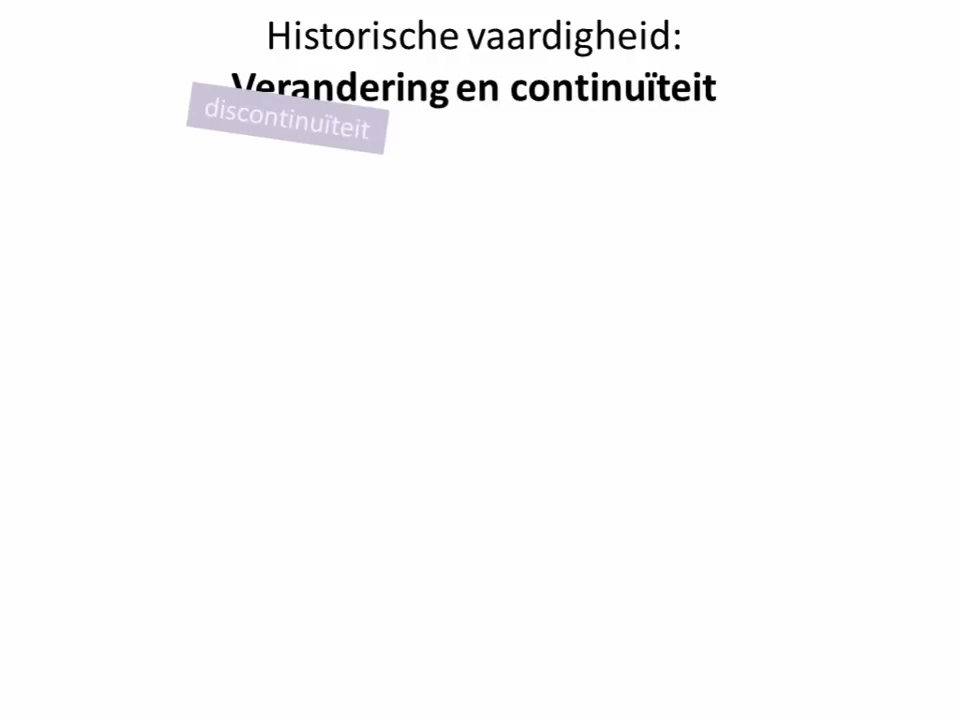 Historische vaardigheid:
Verandering en continuïteit
discontinuïteit